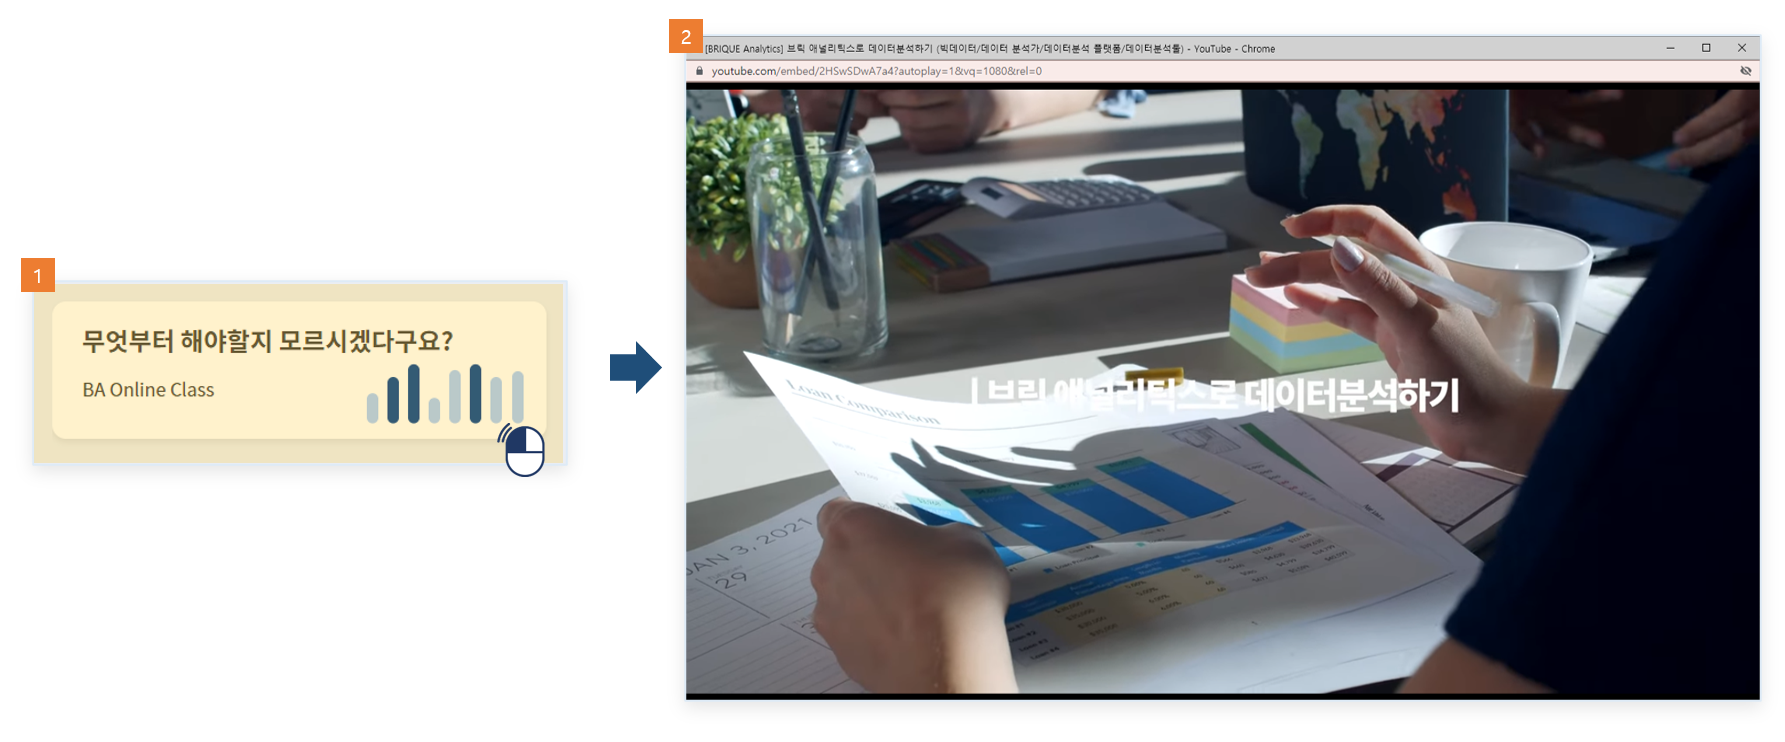 1
무엇부터 해야할지 모르시겠다구요?
BA Online Class
2
[BRIQUE Analytics] 브릭 애널리틱스로 데이터분석하기 (빅데이터/데이터 분석가/데이터분석 플랫폼/데이터분석툴) - YouTube - Chrome
youtube.com/embed/2HSwSDwA7a4?autoplay=1&vq=1080&rel=0
Loan Comparison
| 브릭 애널리틱스로 데이터분석하기
JAN 3, 2021
29